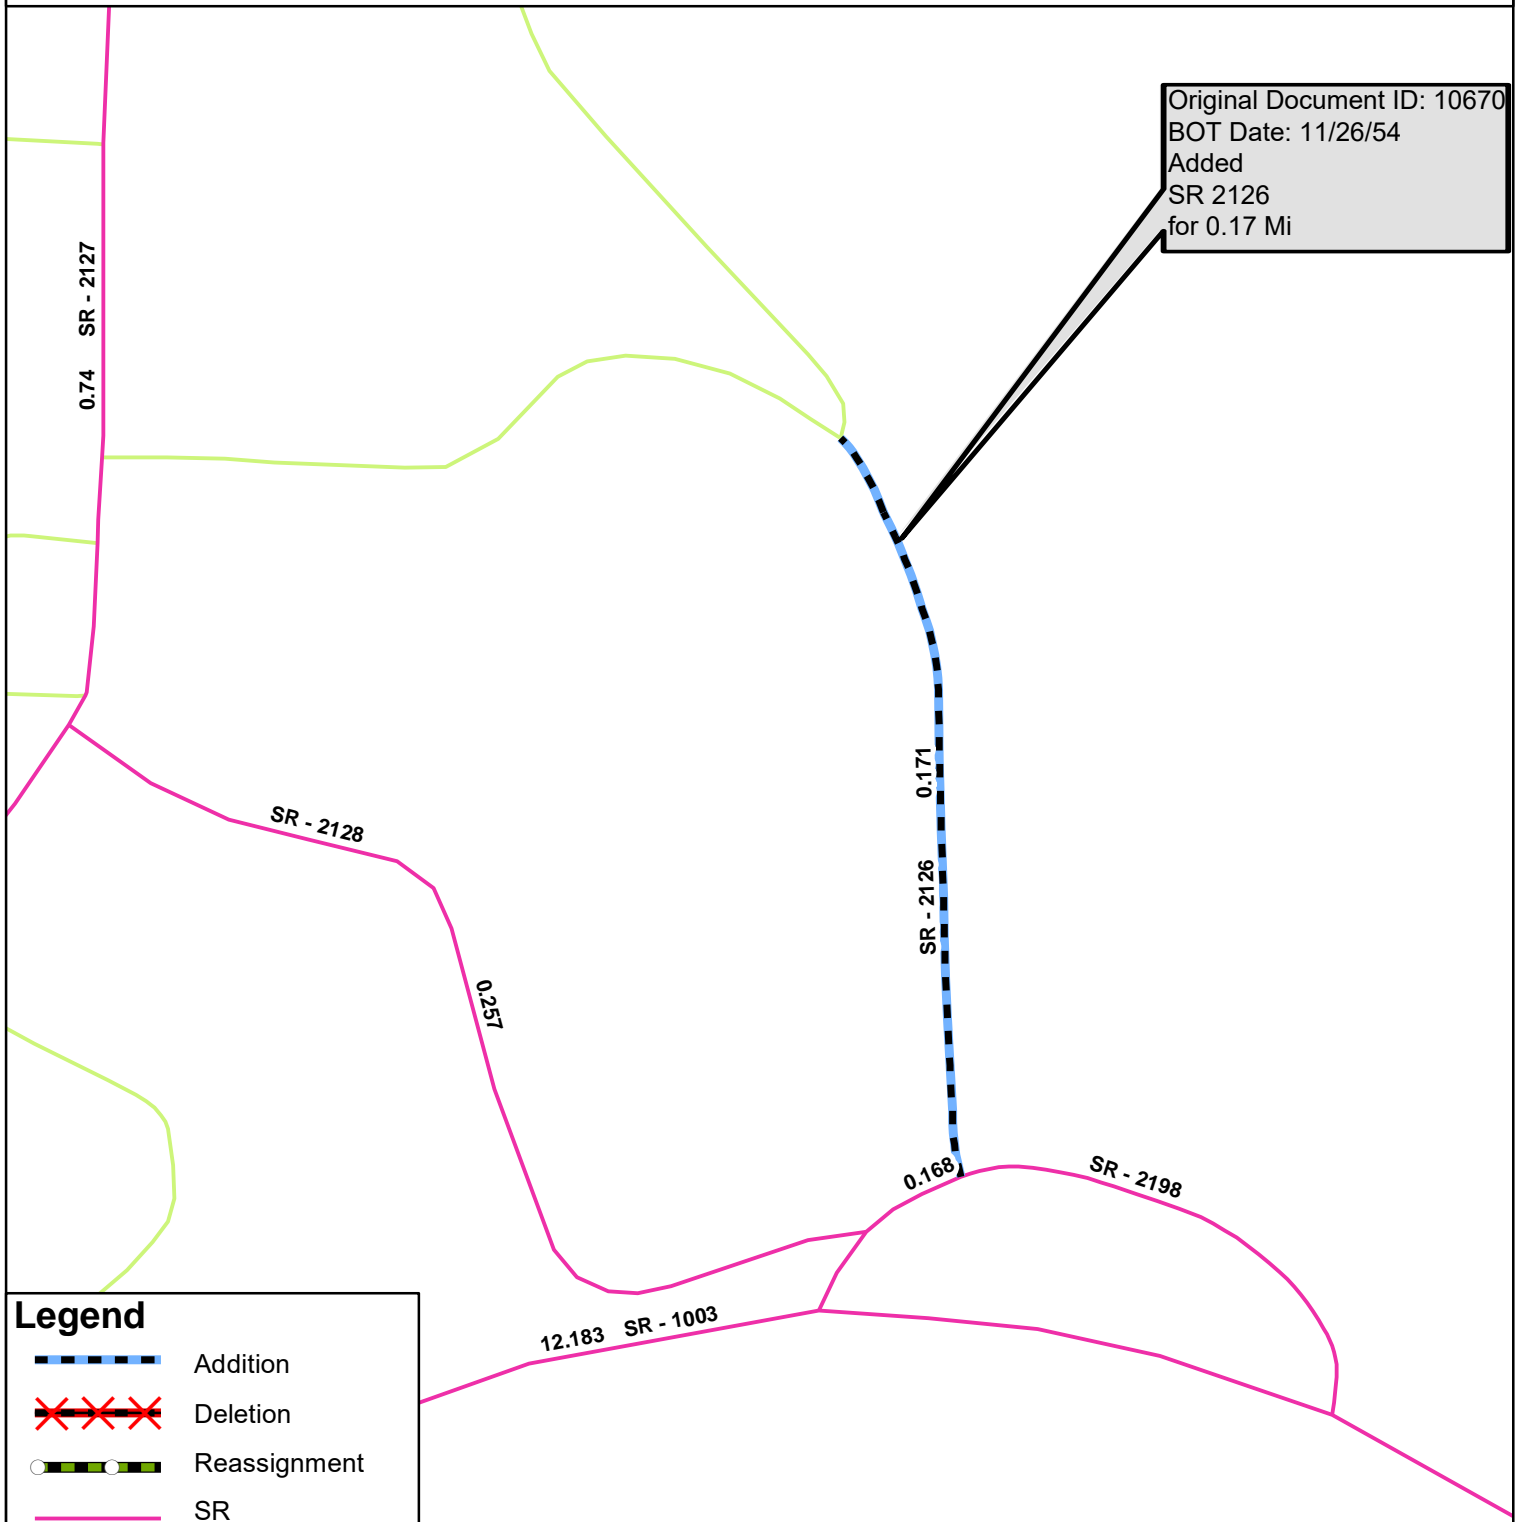 Original Document ID: 10670
BOT Date: 11/26/54
Added
SR 2126
for 0.17 Mi
SR - 2127
0.74
0.171
SR - 2128
SR - 2126
0.257
0.168
SR - 2198
12.183 SR - 1003
Legend
Addition
Deletion
Reassignment
SR